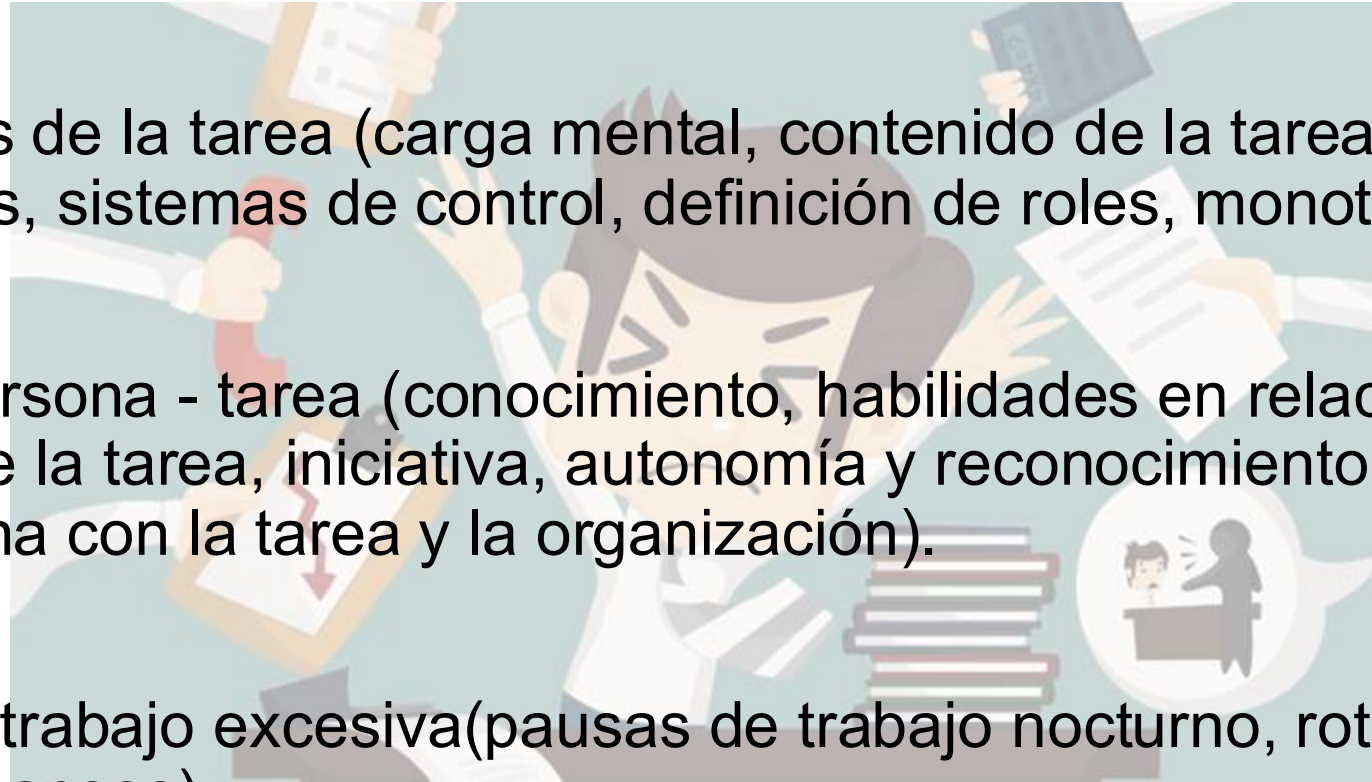 s de la tarea (carga mental, contenido de la tarea
s, sistemas de control, definición de roles, monot
rsona - tarea (conocimiento, habilidades en relac
e la tarea, iniciativa, autonomía y reconocimiento
na con la tarea y la organización).
trabajo excesiva(pausas de trabajo nocturno, rot